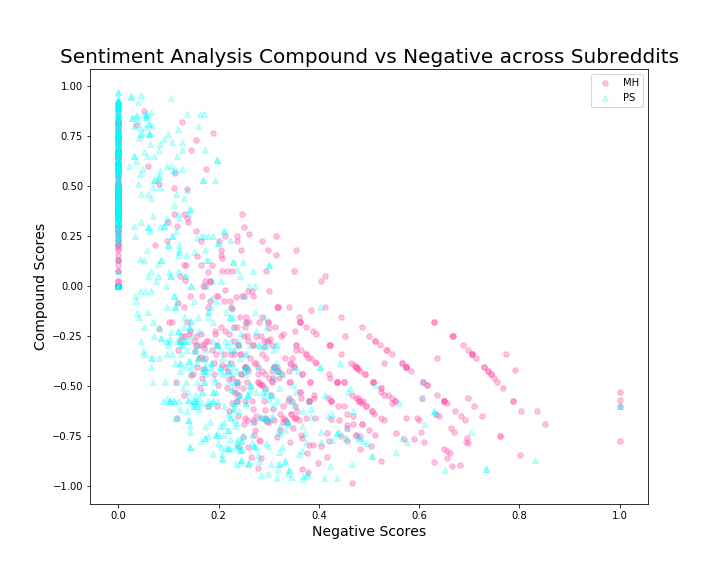 Sentiment Analysis Compound vs Negative across Subreddits
MH
PS
1.00
0.75
0.50
0.25
0.00
−0.25
−0.50
−0.75
−1.00
Compound Scores
0.0 0.2 0.4 0.6 0.8 1.0
Negative Scores